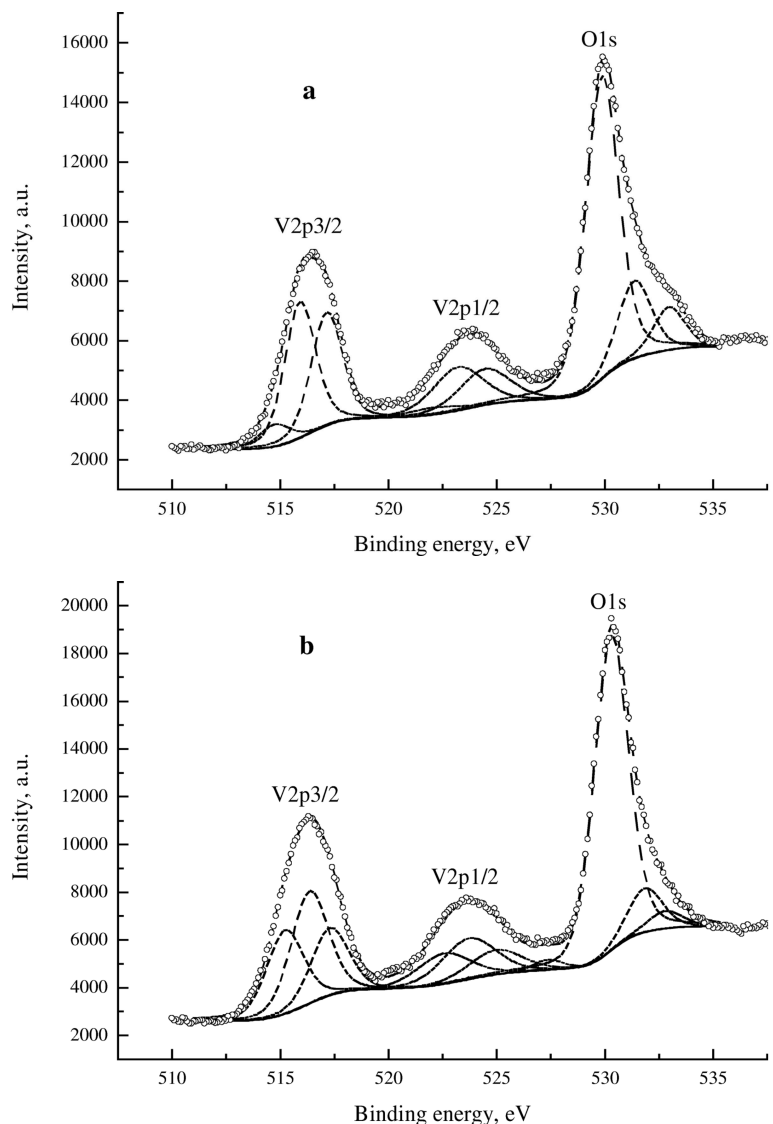 O1s
a
V2p3/2
V2p1/2
16000
14000
12000
10000
8000
6000
4000
2000
Intensity, a.u.
510
515
520
525
530
535
Binding energy, eV
O1s
b
V2p3/2
V2p1/2
20000
18000
16000
14000
12000
10000
8000
6000
4000
2000
Intensity, a.u.
510
515
520
525
530
535
Binding energy, eV